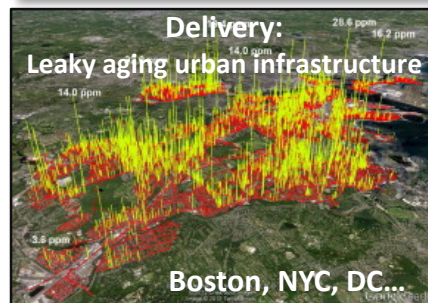 Delivery:
28.6 ppm
16.2 ppm
14.0 ppm
Leaky aging urban infrastructure
14.0 ppm
3.6 ppm
Boston, NYC, DC...